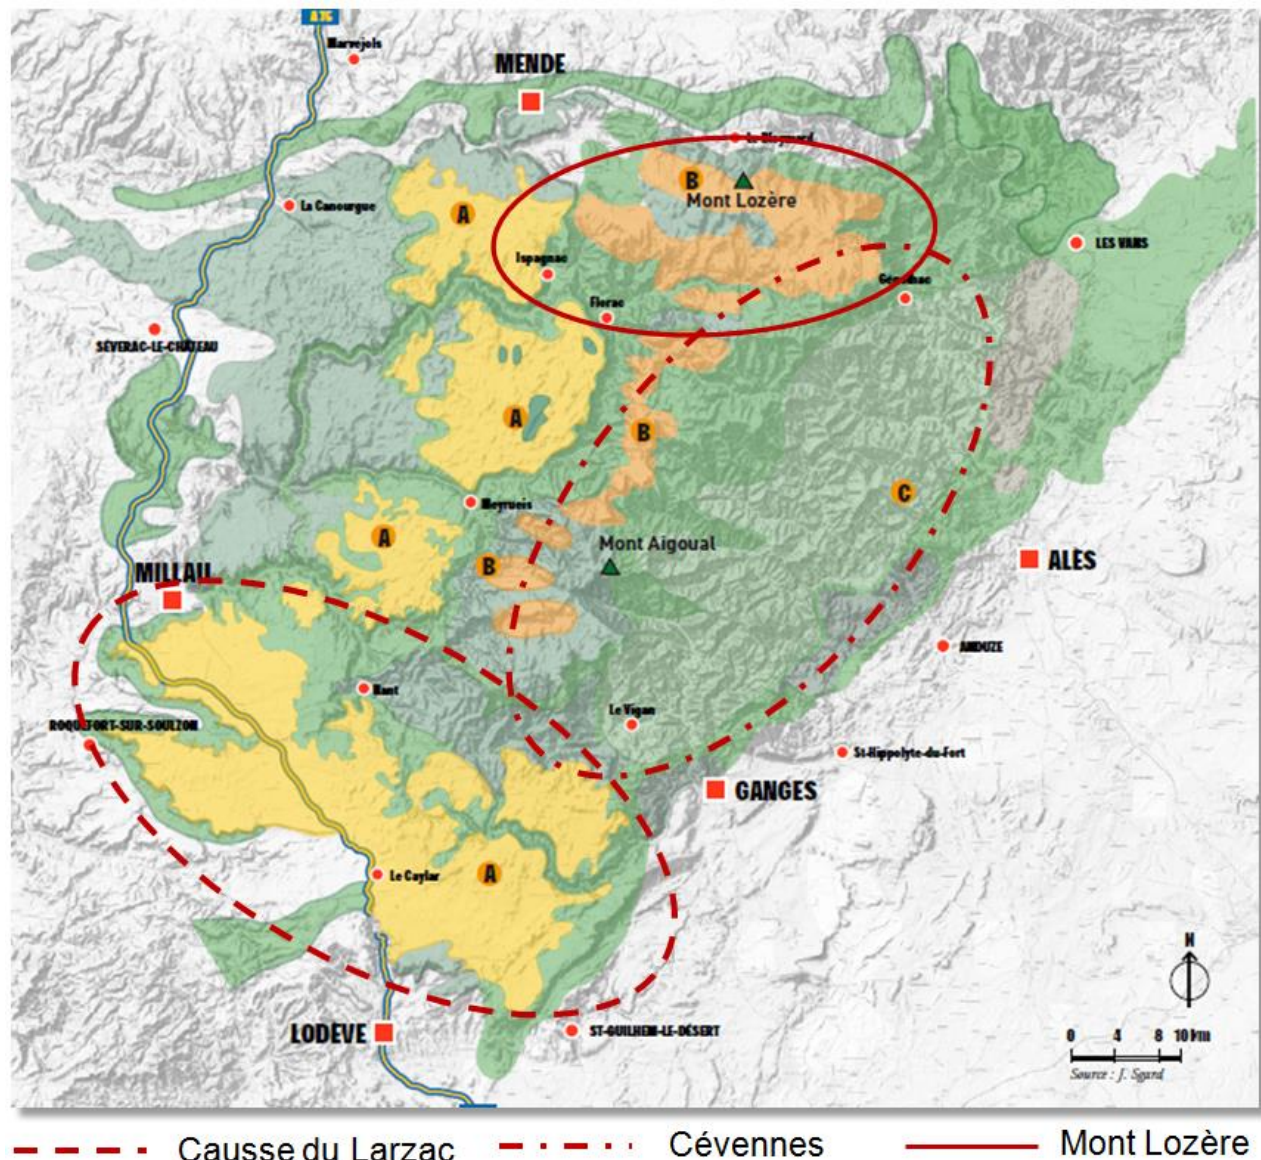 A 75
Marvejols
MENDE
Le Bleymard
B
Mont Lozère
A
La Canourgue
LES VANS
Ispagnac
Génolhac
Florac
SÉVERAC-LE-CHÂTEAU
A
B
C
Meyrueis
A
Mont Aigoual
ALÈS
B
MILLAU
ANDUZE
Nant
Le Vigan
ROQUEFORT-SUR-SOULZON
St-Hippolyte-du-Fort
GANGES
Le Caylar
A
N
LODÈVE
ST-GUILHEM-LE-DÉSERT
0 4 8 10 km
Source : J. Sgard
Causse du Larzac
Cévennes
Mont Lozère